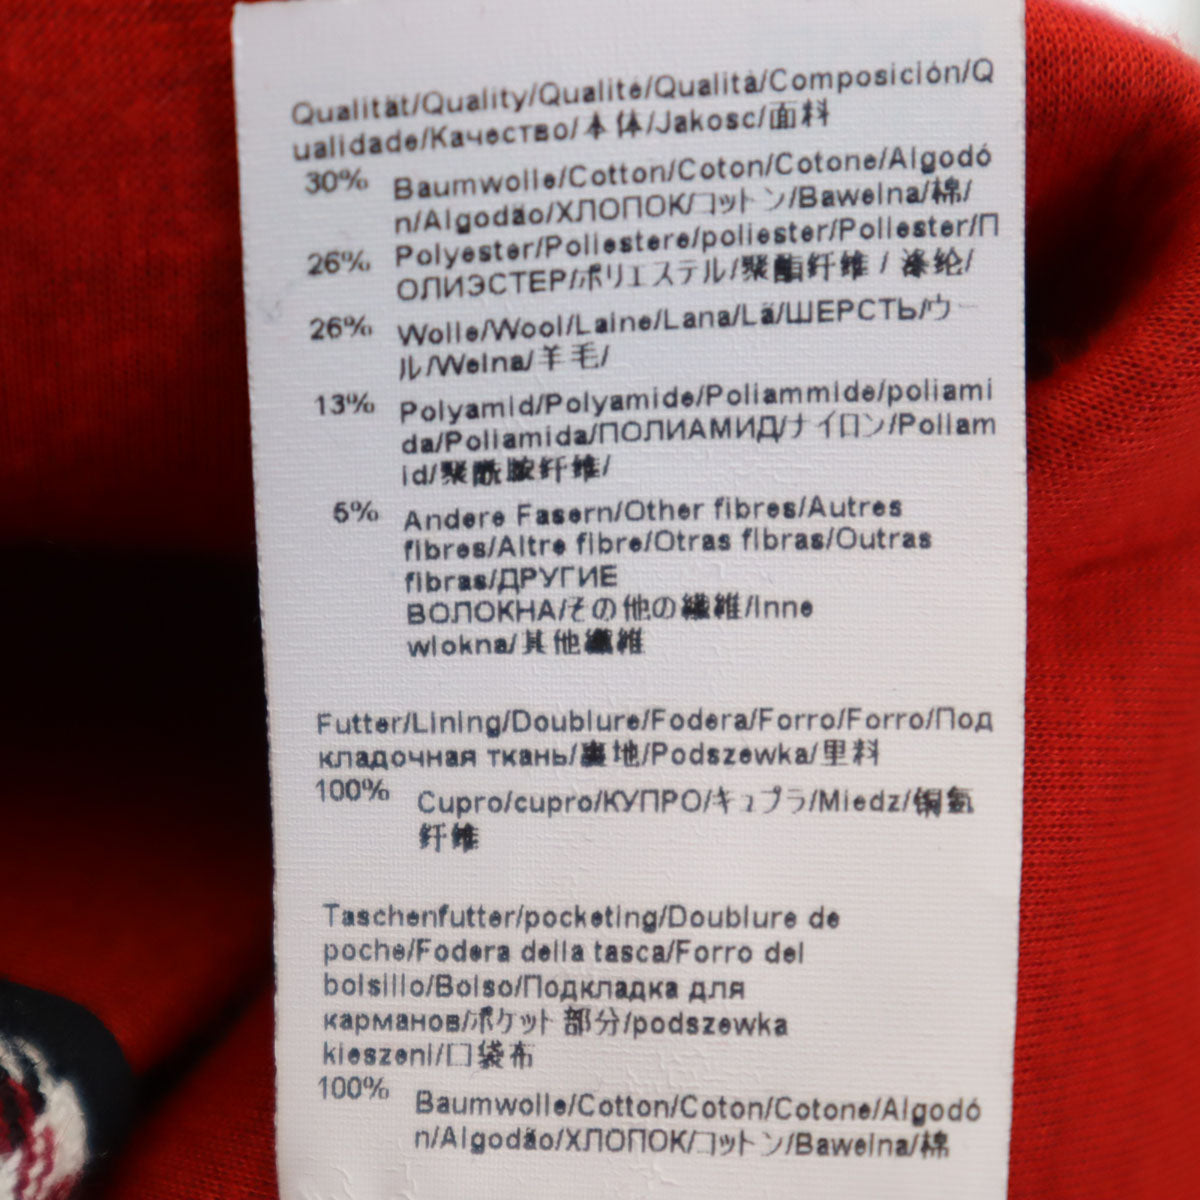 Qualität/Quality/Qualité/Qualità/Composición/Q
ualidade/Качество/本体/Jakosc/面料
30% Baumwolle/Cotton/Coton/Cotone/Algodó
n/Algodão/ХЛОПОК/コットン/Bawelna/棉/
26% Polyester/Poliestere/poliester/Poliester/П
ОЛИЭСТЕР/ポリエステル/聚酯纤维 / 涤纶/
26% Wolle/Wool/Laine/Lana/Lã/ШЕРСТЬ/ウー
ル/Welna/羊毛/
13% Polyamid/Polyamide/Poliammide/poliami
da/Poliamida/ПОЛИАМИД/ナイロン/Poliam
id/聚酰胺纤维/
5% Andere Fasern/Other fibres/Autres
fibres/Altre fibre/Otras fibras/Outras
fibras/ДРУГИЕ
ВОЛОКНА/その他の繊維/Inne
wlokna/其他纖維
Futter/Lining/Doublure/Fodera/Forro/Forro/Под
кладочная ткань/裏地/Podszewka/里料
100% Cupro/cupro/КУПРО/キュプラ/Miedz/铜氨
纤维
Taschenfutter/pocketing/Doublure de
poche/Fodera della tasca/Forro del
bolsillo/Bolso/Подкладка для
карманов/ポケット部分/podszewka
kieszeni/口袋布
100% Baumwolle/Cotton/Coton/Cotone/Algodó
n/Algodão/ХЛОПОК/コットン/Bawelna/棉